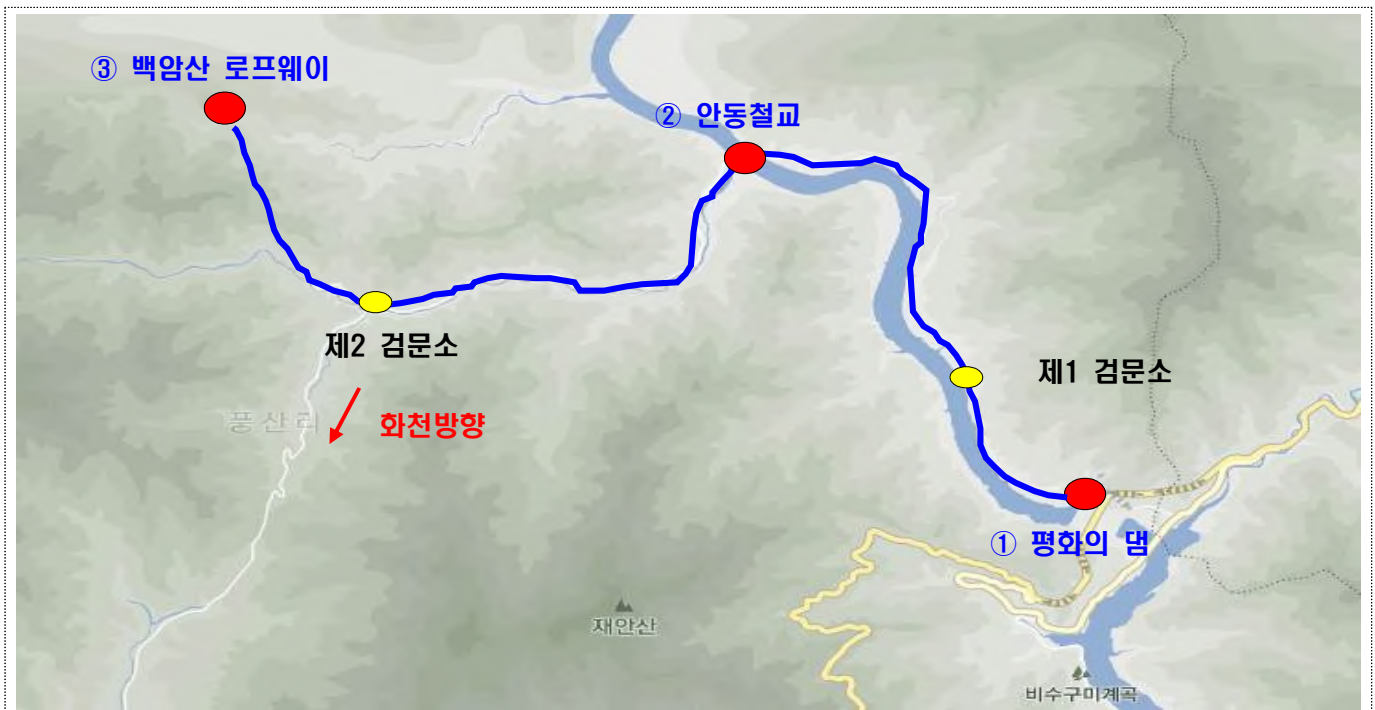 ③ 백암산 로프웨이
② 안동철교
제2 검문소
제1 검문소
풍산리
화천방향
① 평화의 댐
재안산
비수구미계곡